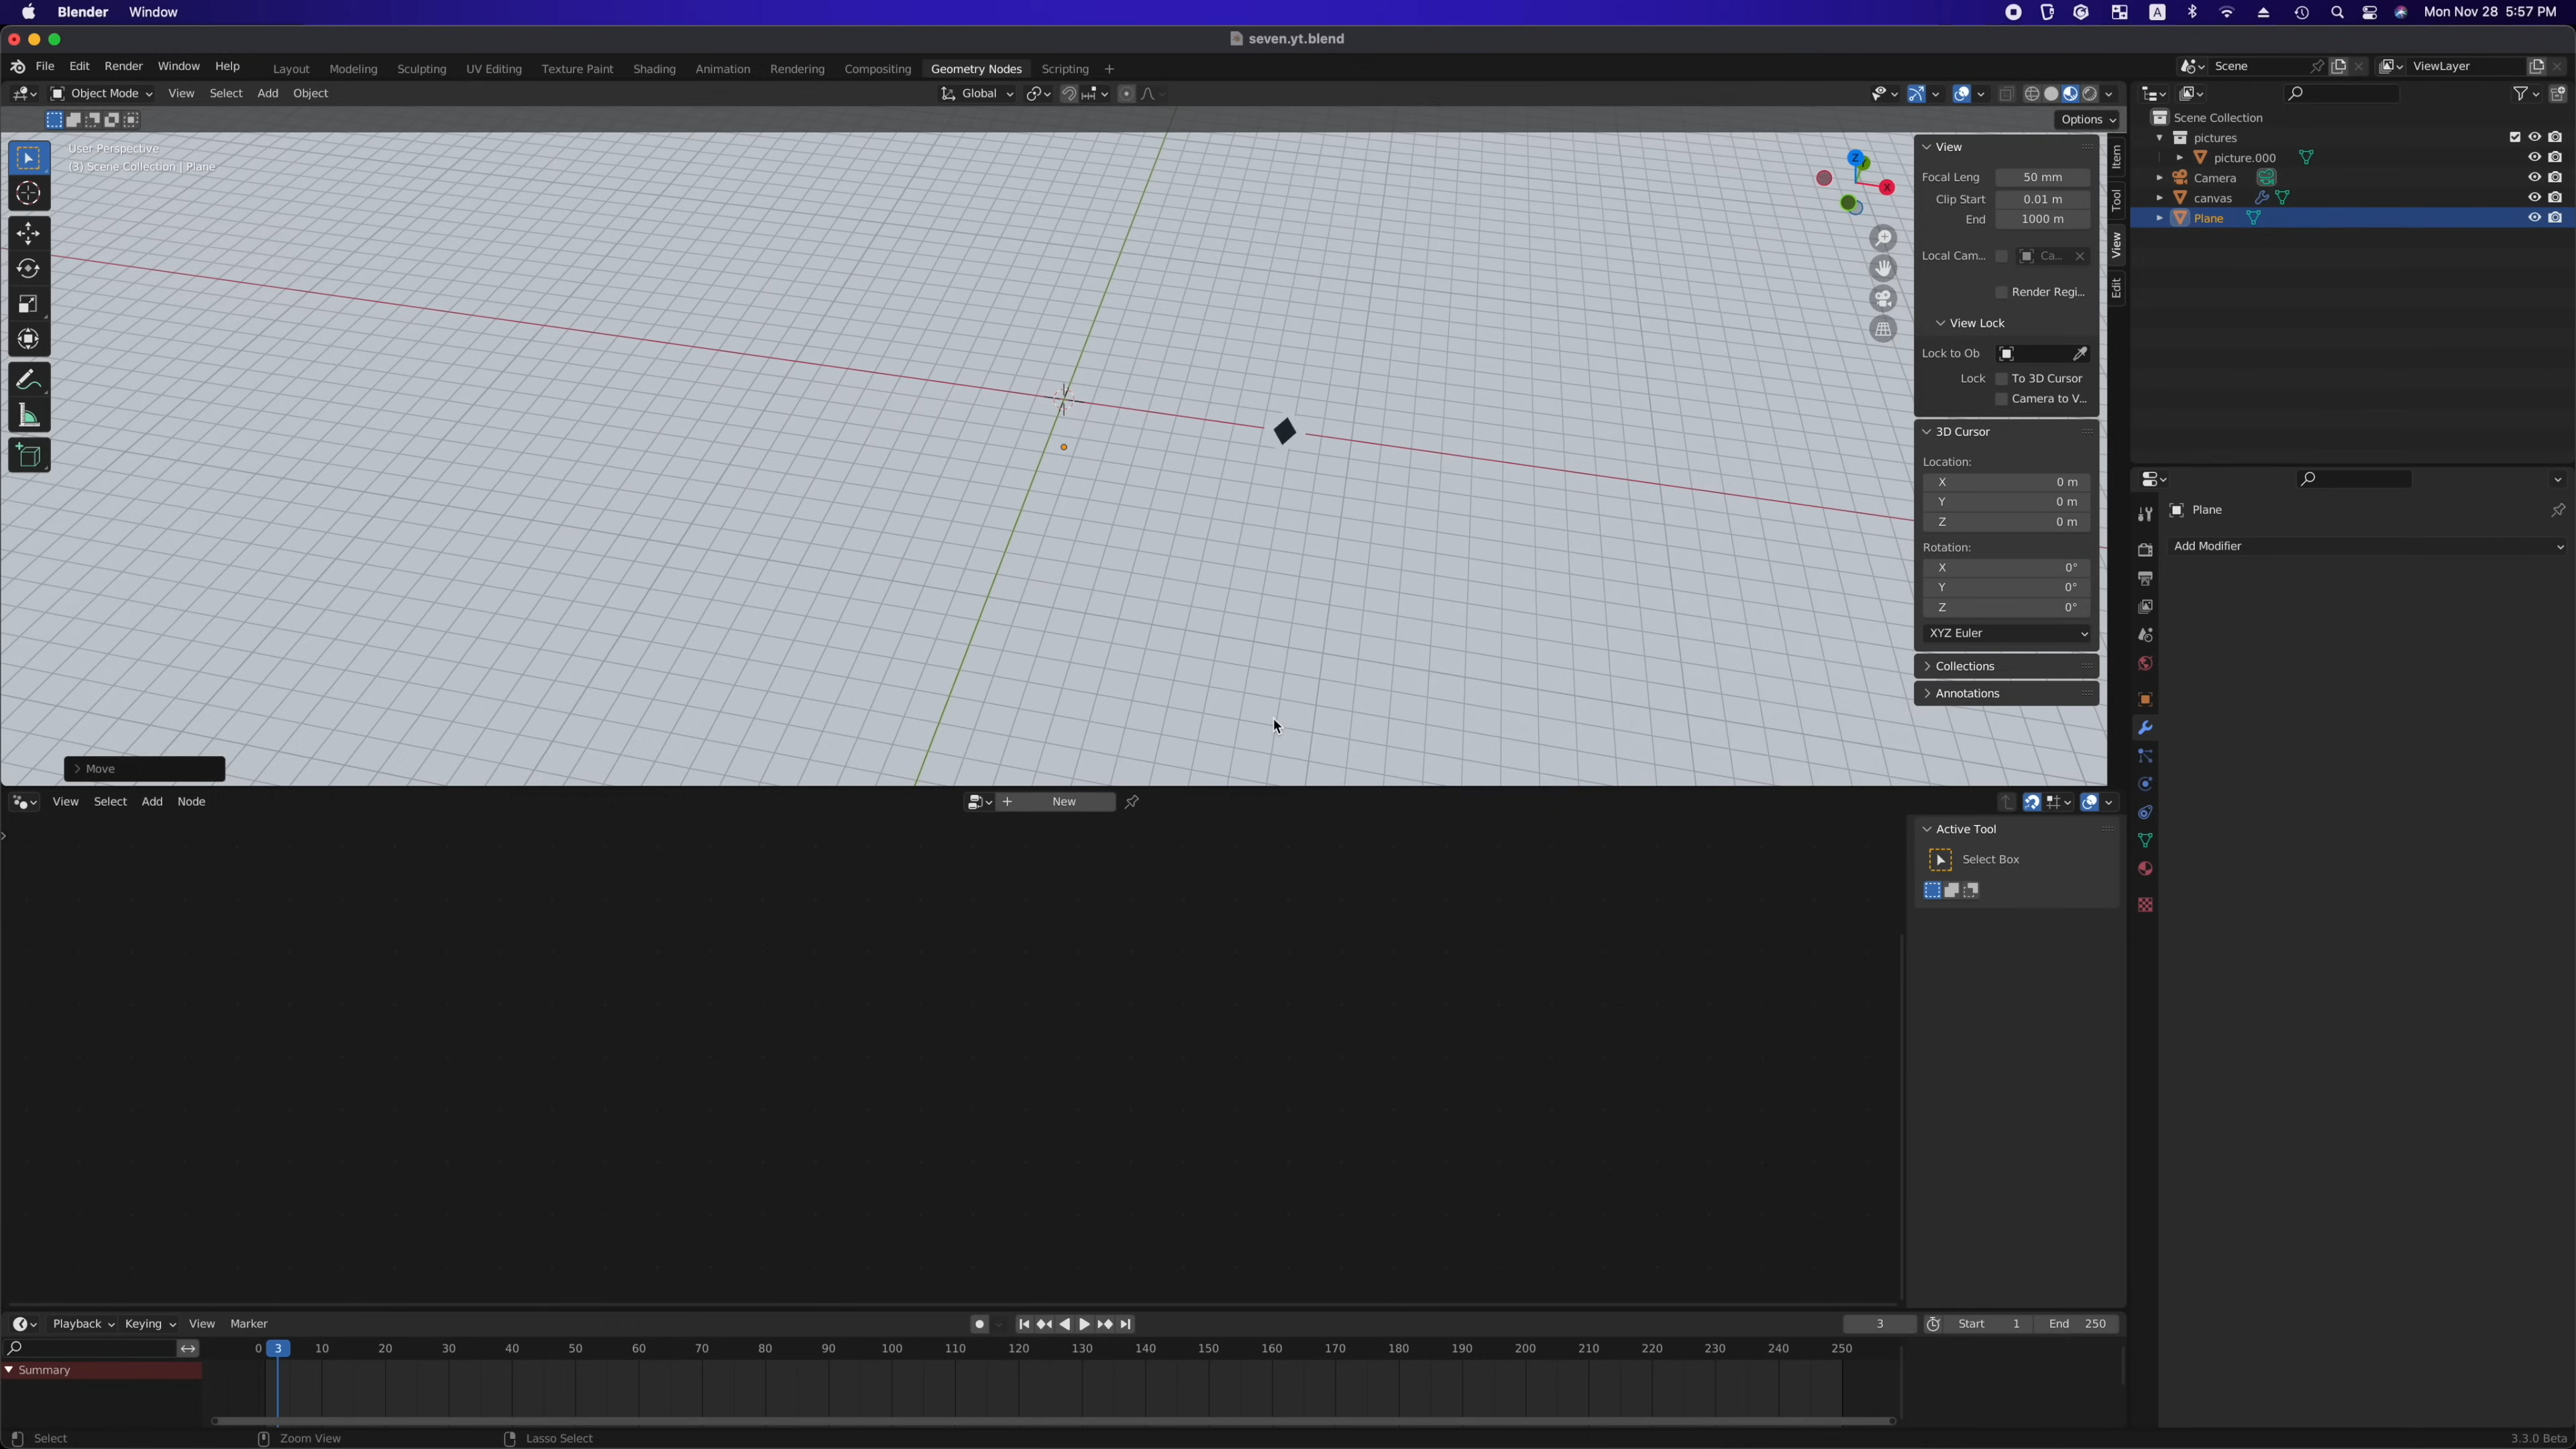 Blender Window
A
Mon Nov 28 5:57 PM
seven.yt.blend
File Edit Render Window Help
Layout Modeling Sculpting UV Editing Texture Paint Shading Animation Rendering Compositing Geometry Nodes Scripting +
Scene
ViewLayer
Object Mode View Select Add Object
Global
Options
User Perspective
(3) Scene Collection | Plane
Z
X
View
Focal Leng 50 mm
Clip Start 0.01 m
End 1000 m
Local Cam... Ca...
Render Regi...
View Lock
Lock to Ob
Lock To 3D Cursor
Camera to V...
3D Cursor
Location:
X 0 m
Y 0 m
Z 0 m
Rotation:
X 0°
Y 0°
Z 0°
XYZ Euler
Collections
Annotations
Item
Tool
View
Edit
Scene Collection
pictures
picture.000
Camera
canvas
Plane
Plane
Add Modifier
Move
View Select Add Node
+ New
Active Tool
Select Box
Playback Keying View Marker
3
Start 1
End 250
0 3 10 20 30 40 50 60 70 80 90 100 110 120 130 140 150 160 170 180 190 200 210 220 230 240 250
Summary
Select
Zoom View
Lasso Select
3.3.0 Beta